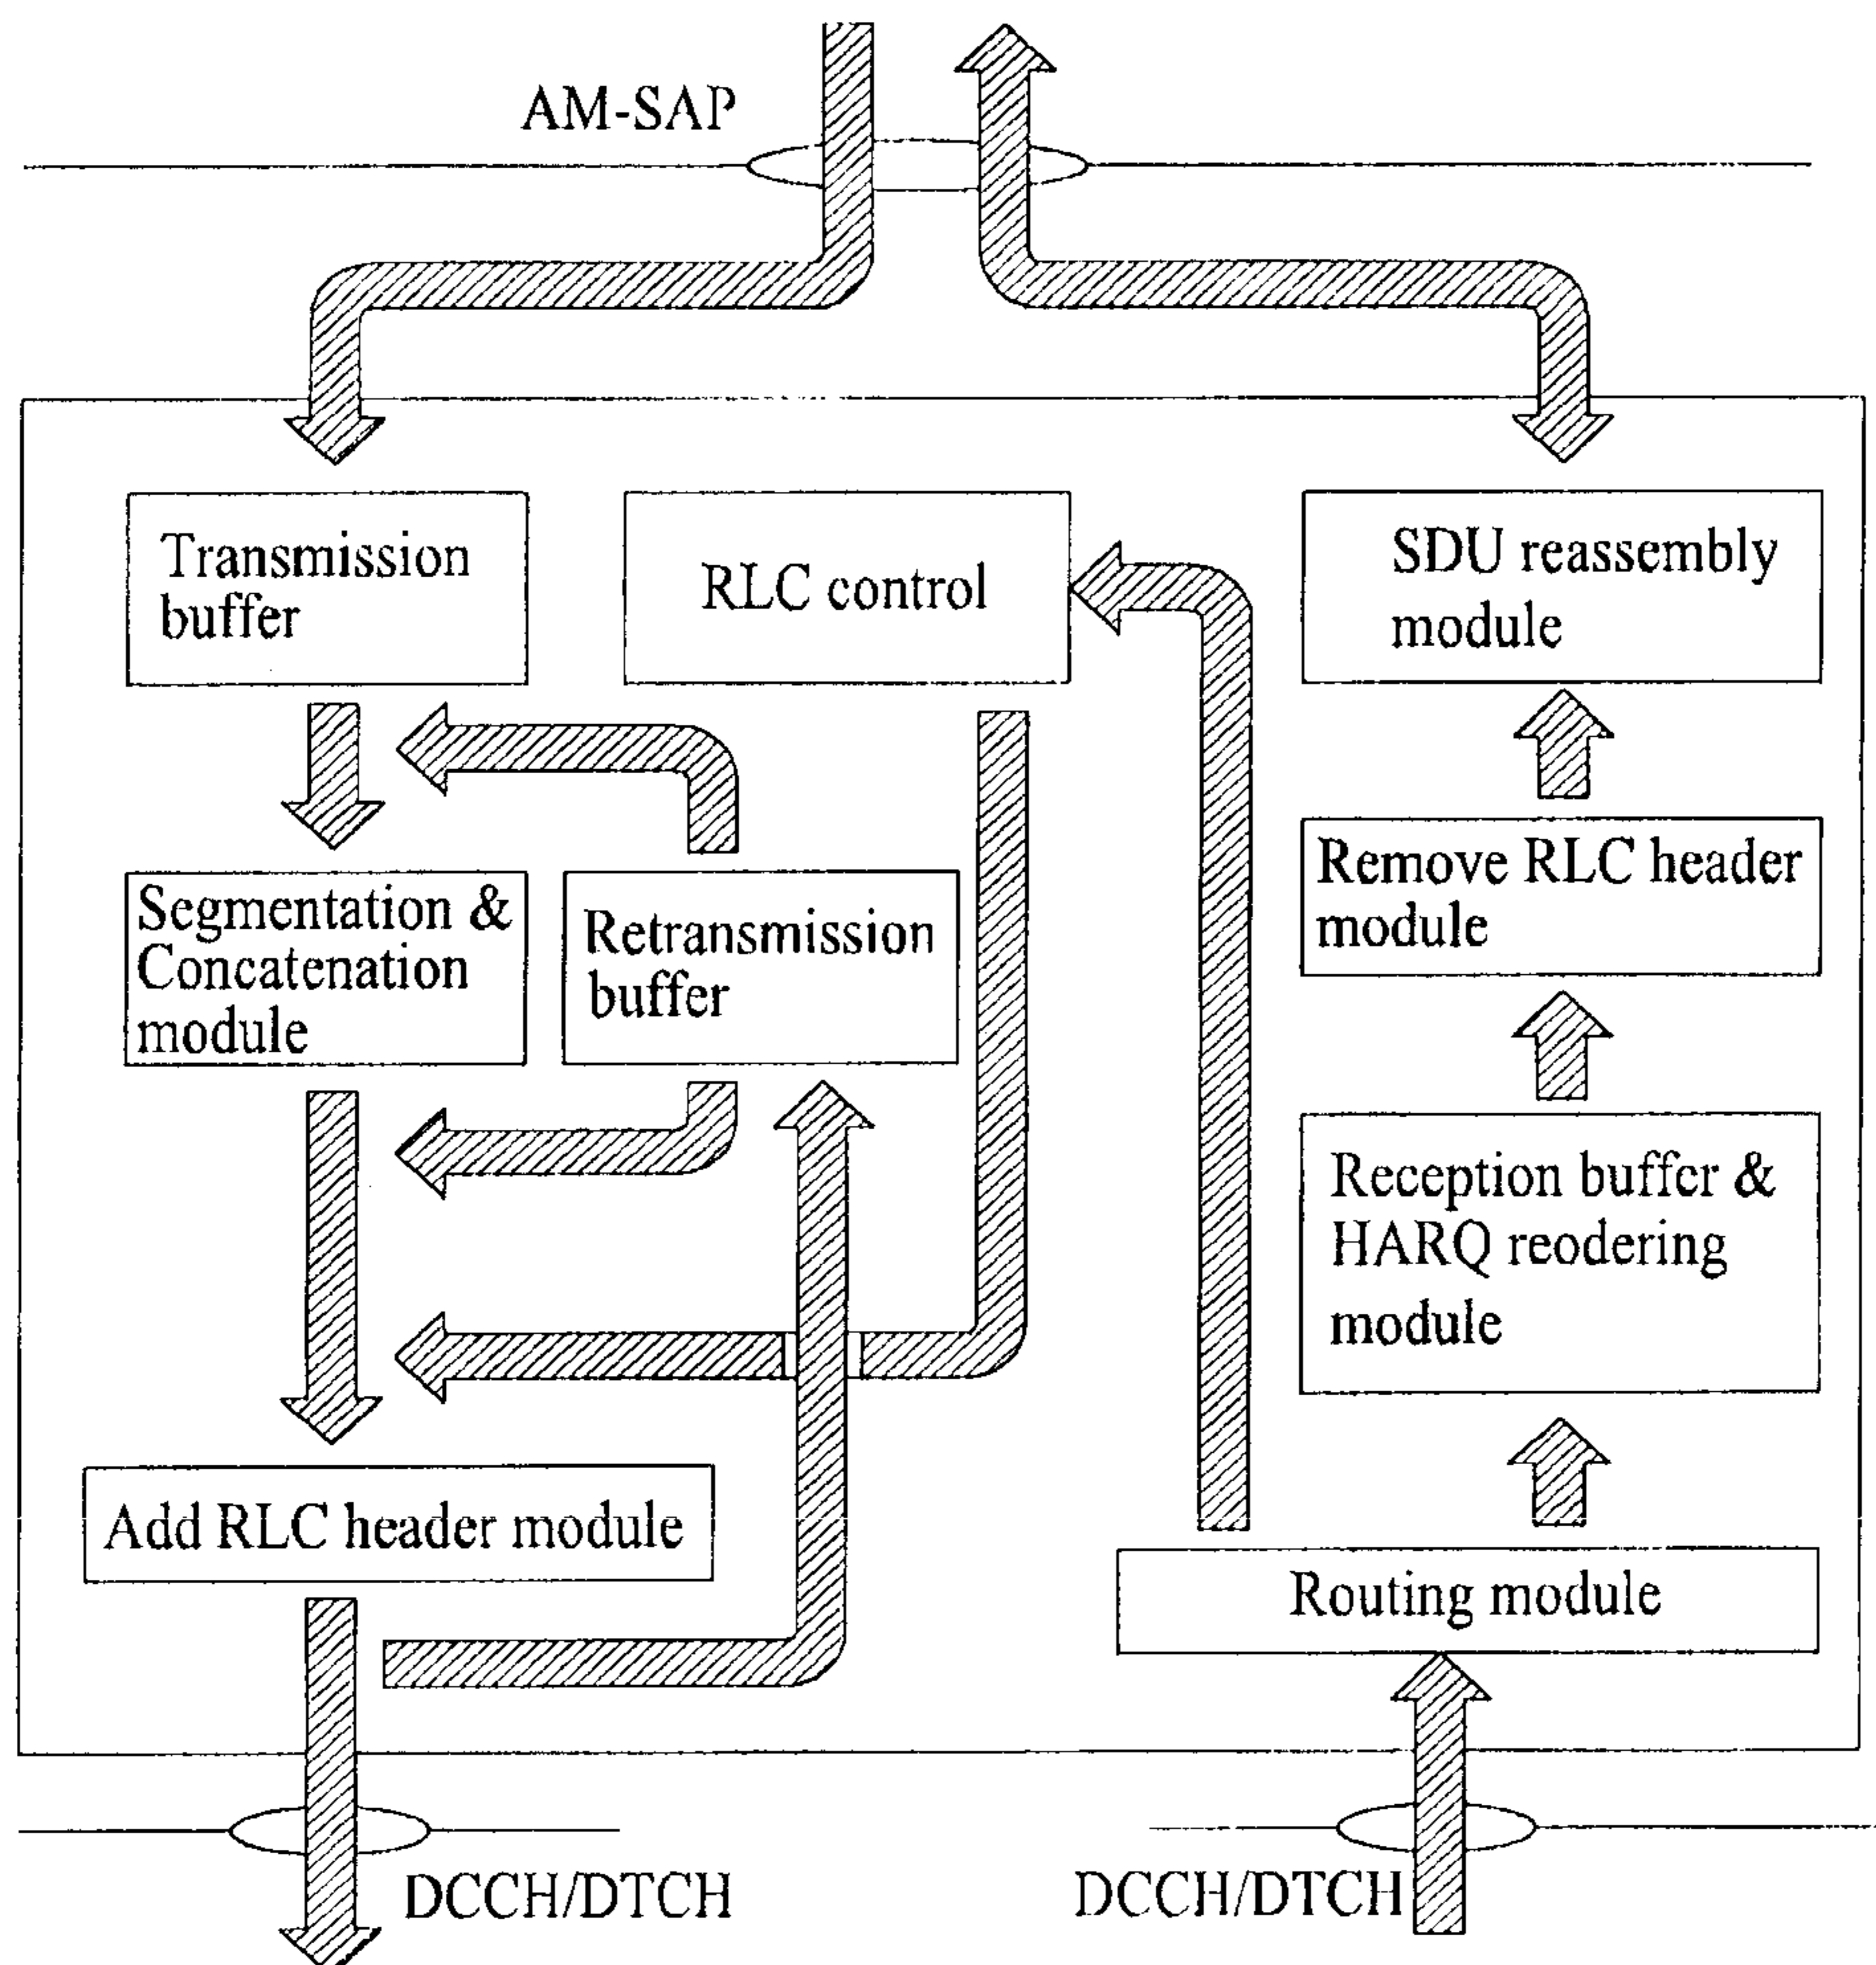 AM-SAP
Transmission
buffer
RLC control
SDU reassembly
module
Segmentation &
Concatenation
module
Retransmission
buffer
Remove RLC header
module
Reception buffer &
HARQ reodering
module
Add RLC header module
Routing module
DCCH/DTCH
DCCH/DTCH